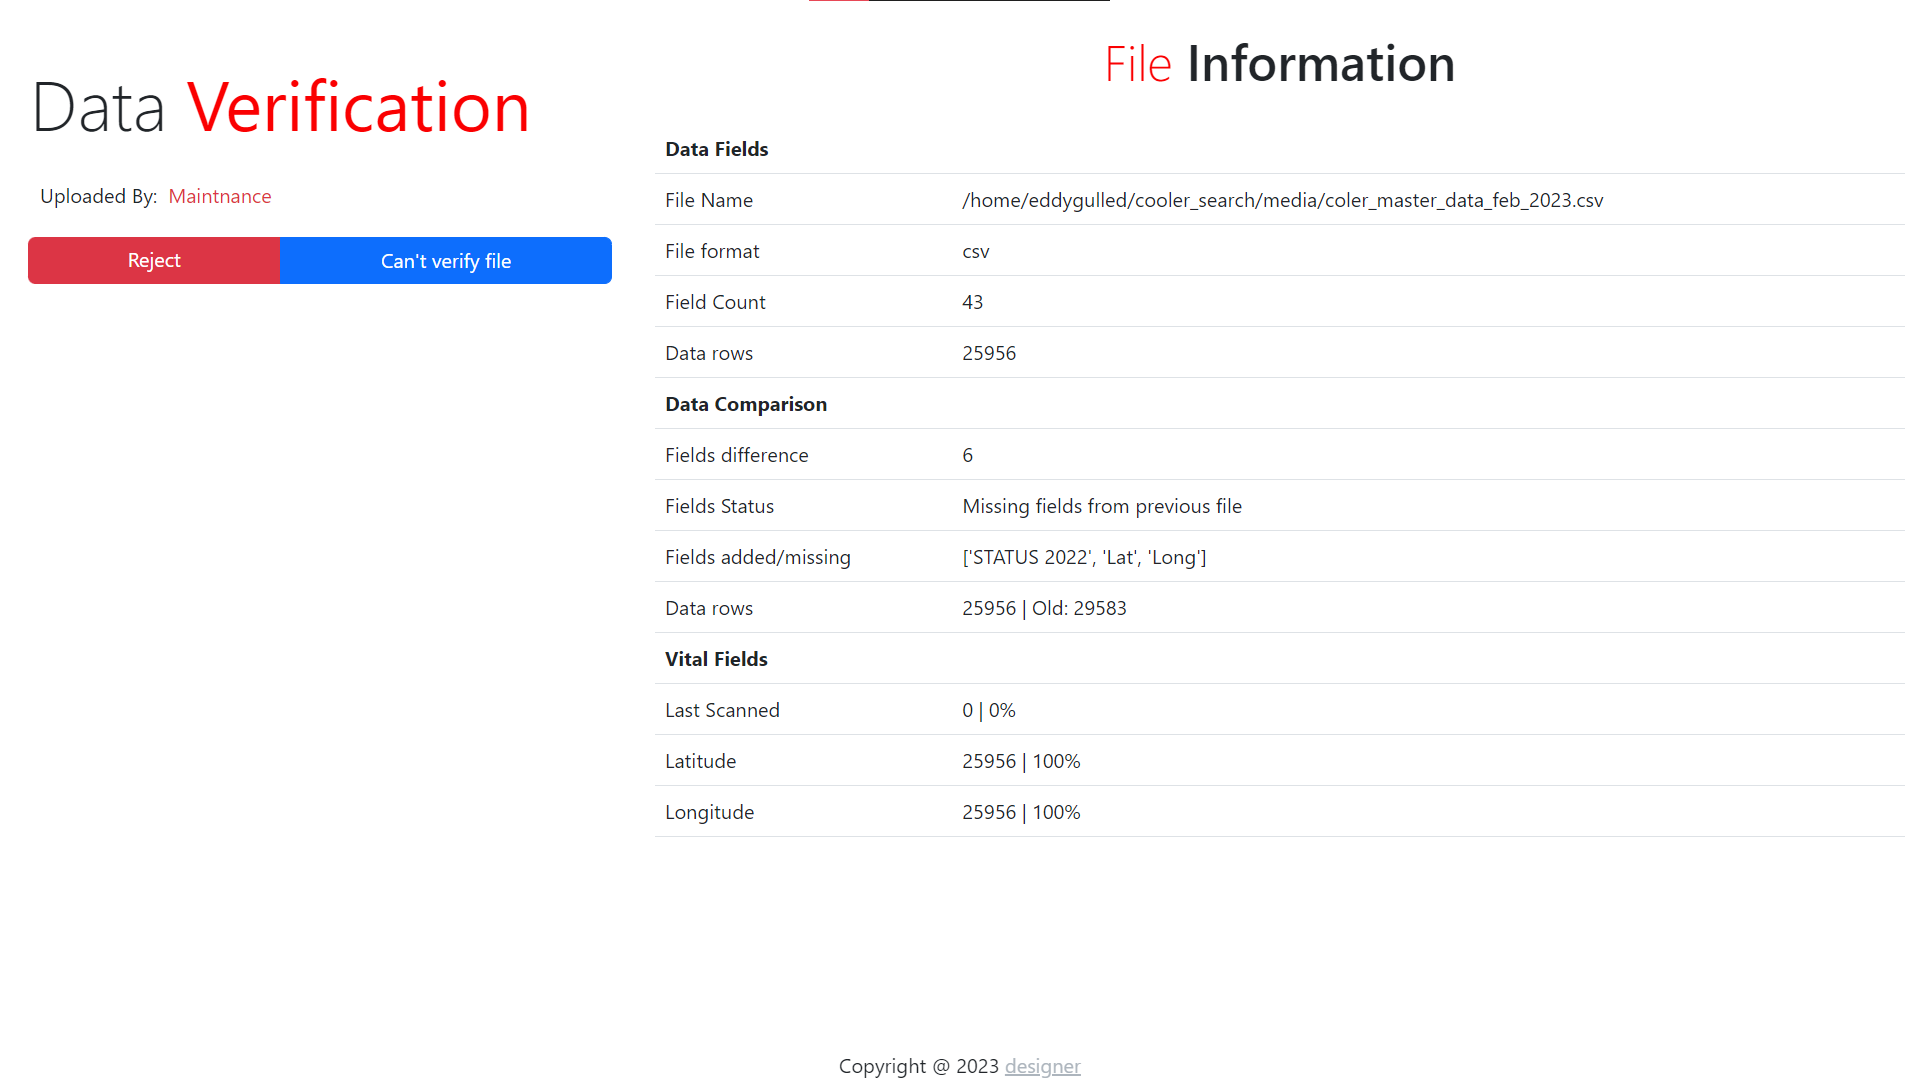 Data Verification
Uploaded By: Maintnance
Reject
Can't verify file
File Information
Data Fields
File Name /home/eddygulled/cooler_search/media/coler_master_data_feb_2023.csv
File format csv
Field Count 43
Data rows 25956
Data Comparison
Fields difference 6
Fields Status Missing fields from previous file
Fields added/missing ['STATUS 2022', 'Lat', 'Long']
Data rows 25956 | Old: 29583
Vital Fields
Last Scanned 0 | 0%
Latitude 25956 | 100%
Longitude 25956 | 100%
Copyright @ 2023 designer